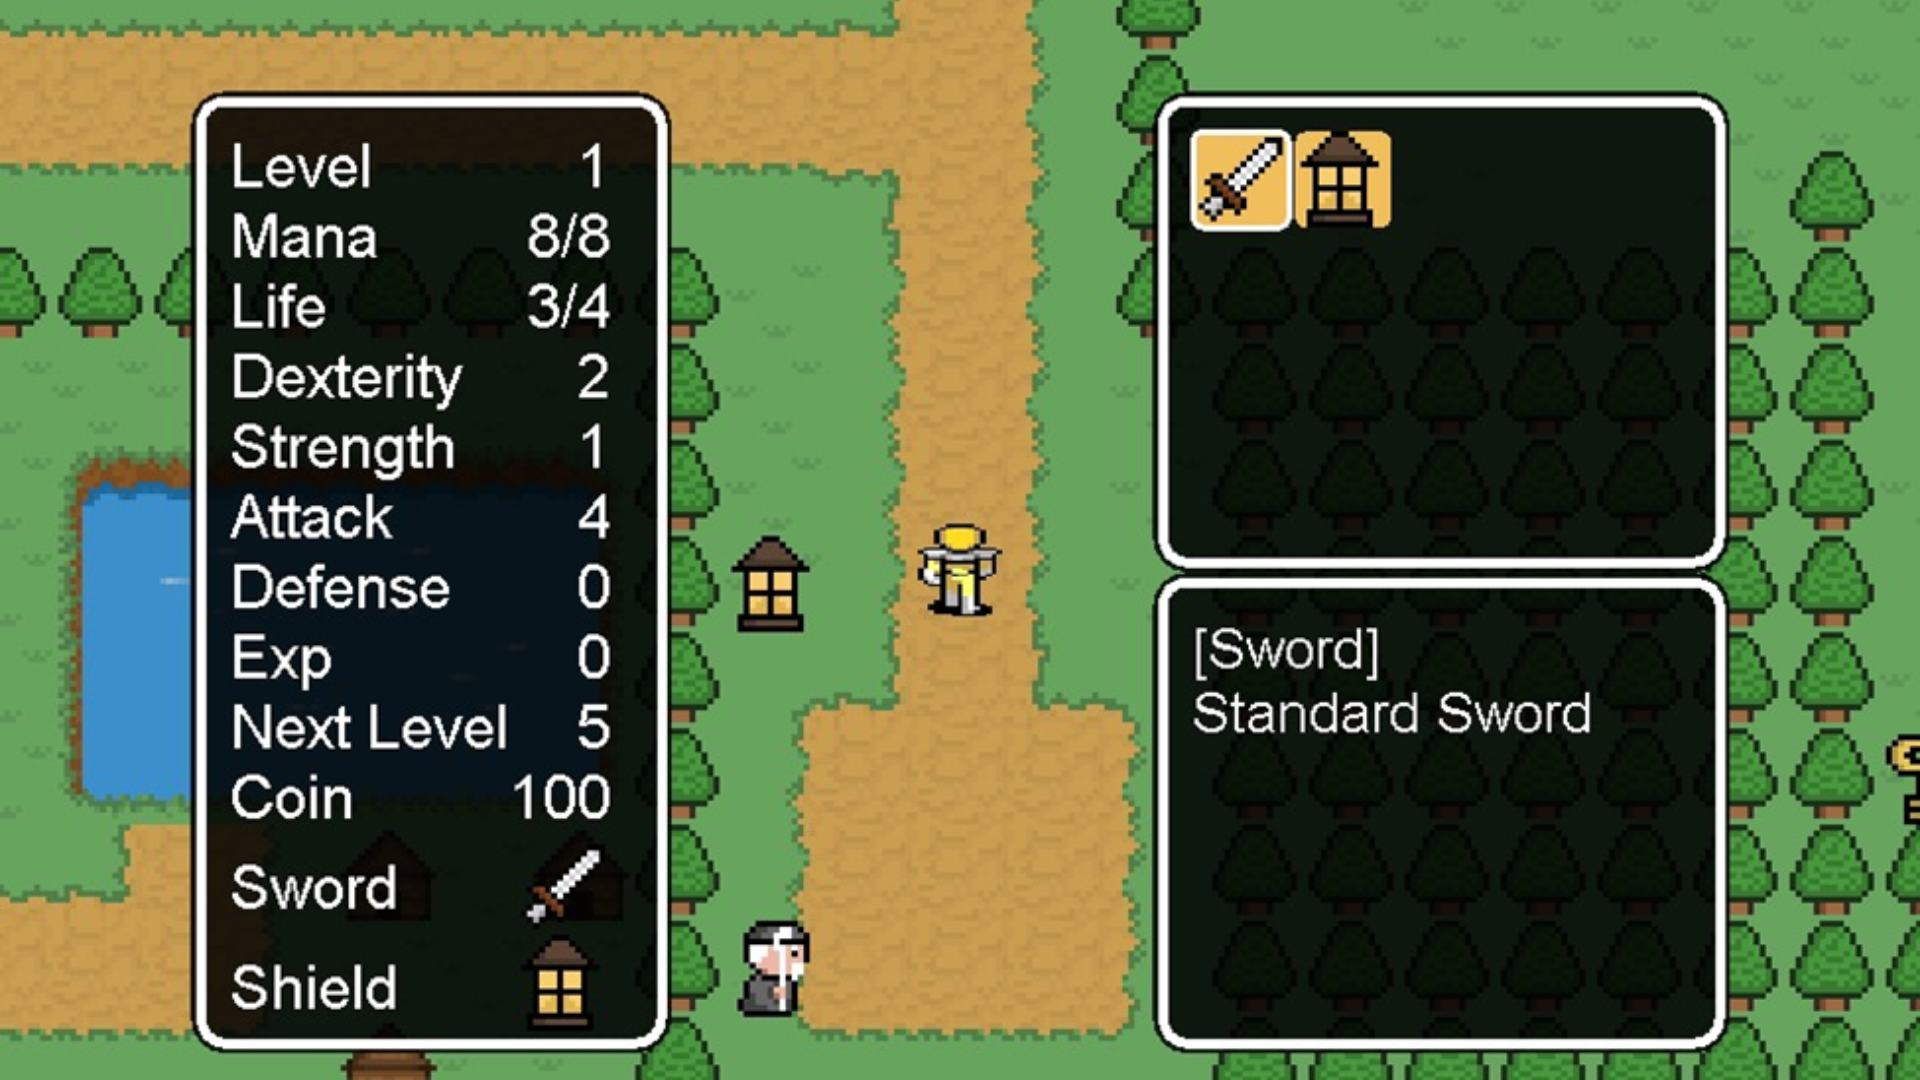 Level 1
Mana 8/8
Life 3/4
Dexterity 2
Strength 1
Attack 4
Defense 0
Exp 0
Next Level 5
Coin 100
Sword
Shield
[Sword]
Standard Sword